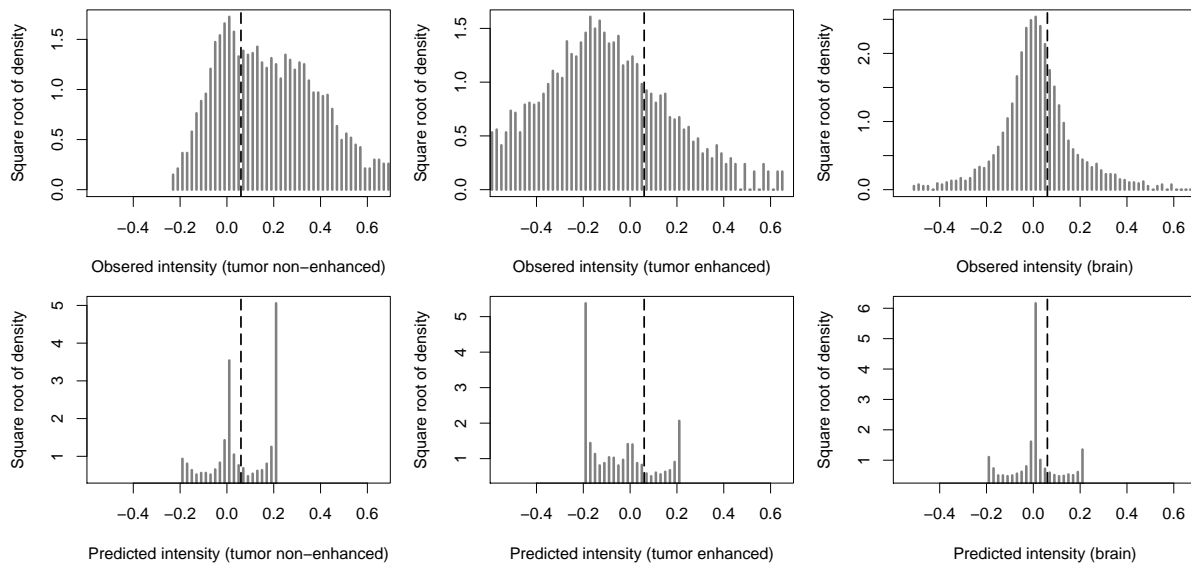 Square root of density
0.0 0.5 1.0 1.5
−0.4 −0.2 0.0 0.2 0.4 0.6
Obsered intensity (tumor non−enhanced)
Square root of density
0.0 0.5 1.0 1.5
−0.4 −0.2 0.0 0.2 0.4 0.6
Obsered intensity (tumor enhanced)
Square root of density
0.0 1.0 2.0
−0.4 −0.2 0.0 0.2 0.4 0.6
Obsered intensity (brain)
Square root of density
1 2 3 4 5
−0.4 −0.2 0.0 0.2 0.4 0.6
Predicted intensity (tumor non−enhanced)
Square root of density
1 2 3 4 5
−0.4 −0.2 0.0 0.2 0.4 0.6
Predicted intensity (tumor enhanced)
Square root of density
1 2 3 4 5 6
−0.4 −0.2 0.0 0.2 0.4 0.6
Predicted intensity (brain)